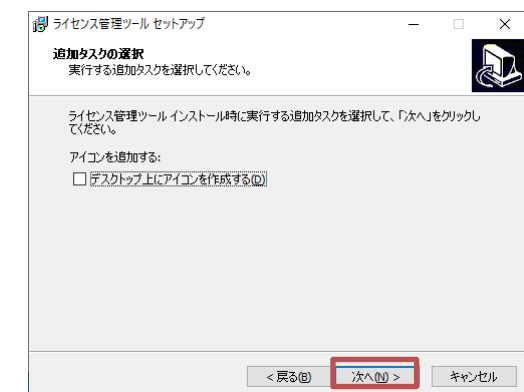 ライセンス管理ツール セットアップ
追加タスクの選択
実行する追加タスクを選択してください。
ライセンス管理ツール インストール時に実行する追加タスクを選択して、「次へ」をクリックし
てください。
アイコンを追加する:
デスクトップ上にアイコンを作成する(D)
< 戻る(B)
次へ(N) >
キャンセル